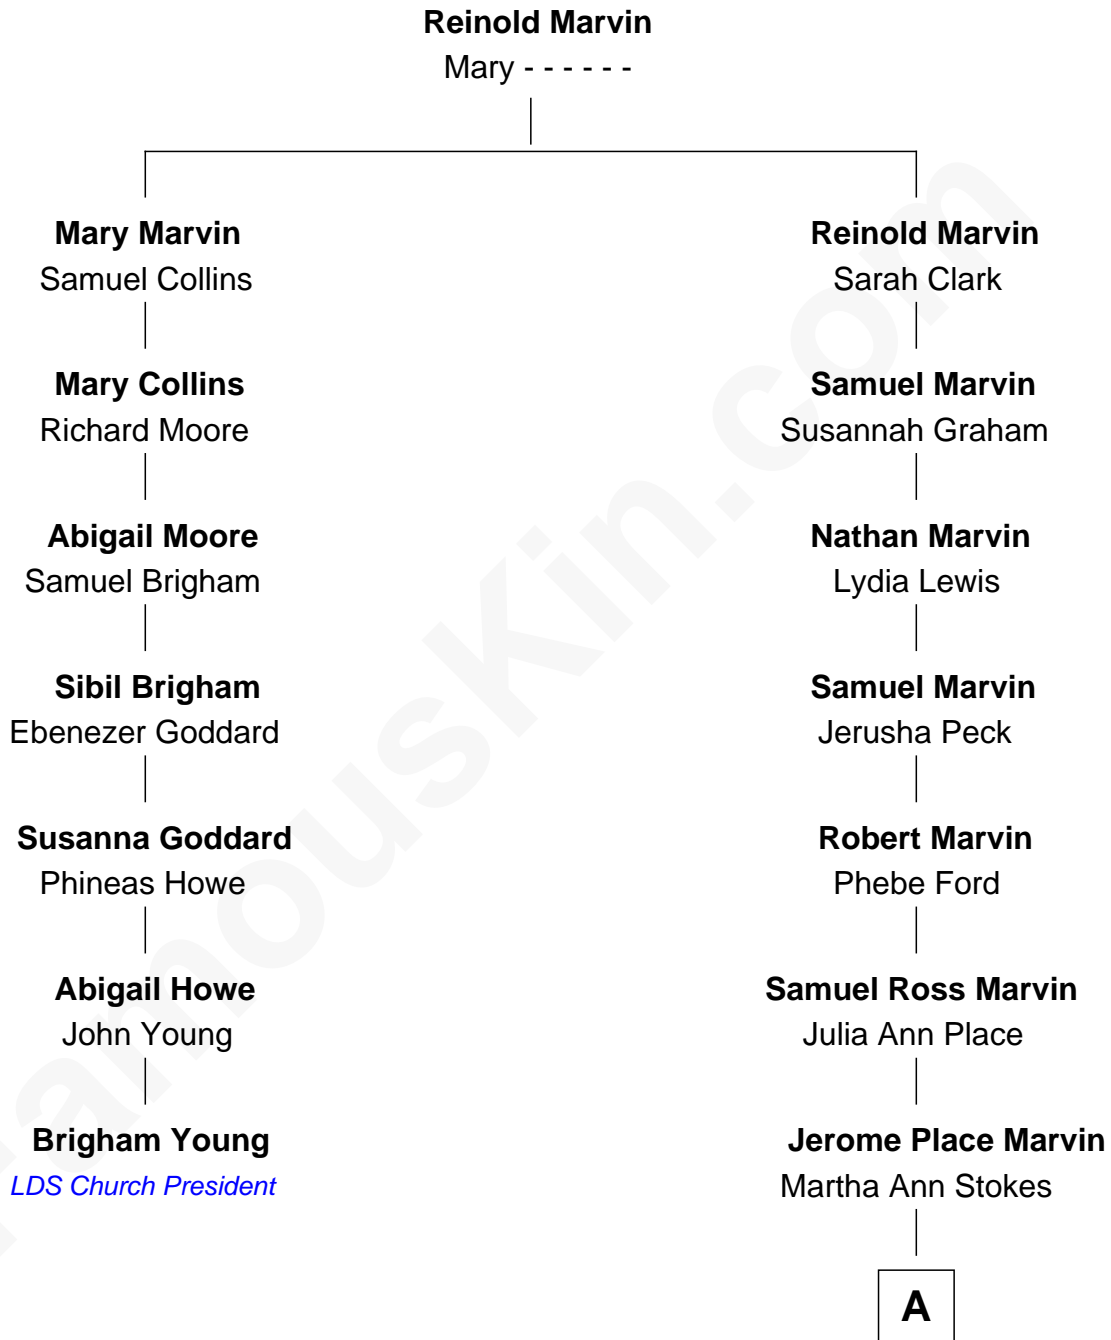 Reinold Marvin
Mary - - - - - -
Mary Marvin
Samuel Collins
Reinold Marvin
Sarah Clark
Mary Collins
Richard Moore
Samuel Marvin
Susannah Graham
Abigail Moore
Samuel Brigham
Nathan Marvin
Lydia Lewis
Sibil Brigham
Ebenezer Goddard
Samuel Marvin
Jerusha Peck
Susanna Goddard
Phineas Howe
Robert Marvin
Phebe Ford
Abigail Howe
John Young
Samuel Ross Marvin
Julia Ann Place
Brigham Young
LDS Church President
Jerome Place Marvin
Martha Ann Stokes
A
FamousKin.com